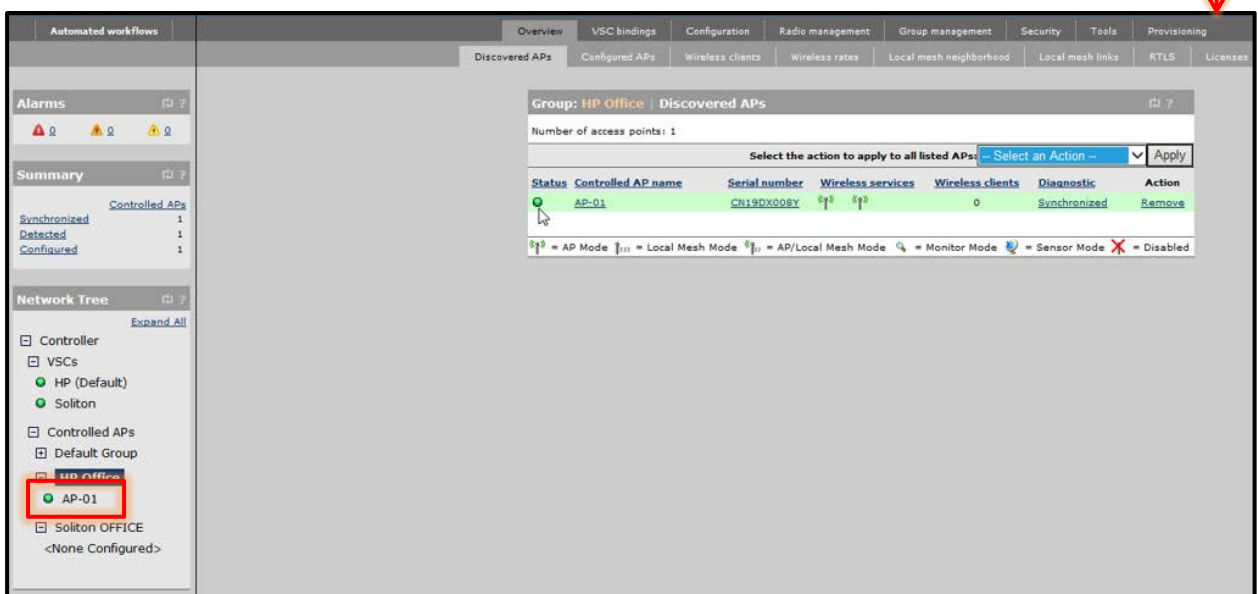 Automated workflows
Overview VSC bindings Configuration Radio management Group management Security Tools Provisioning
Discovered APs Configured APs Wireless clients Wireless rates Local mesh neighborhood Local mesh links RTLS Licenses
Alarms ?
0 0 0
Summary ?
Controlled APs
Synchronized 1
Detected 1
Configured 1
Network Tree ?
Expand All
Controller
VSCs
HP (Default)
Soliton
Controlled APs
Default Group
HP Office
AP-01
Soliton OFFICE
<None Configured>
Group: HP Office | Discovered APs ?
Number of access points: 1
Select the action to apply to all listed APs: -- Select an Action -- Apply
Status Controlled AP name Serial number Wireless services Wireless clients Diagnostic Action
AP-01 CN19DX008Y 0 Synchronized Remove
= AP Mode = Local Mesh Mode = AP/Local Mesh Mode = Monitor Mode = Sensor Mode = Disabled